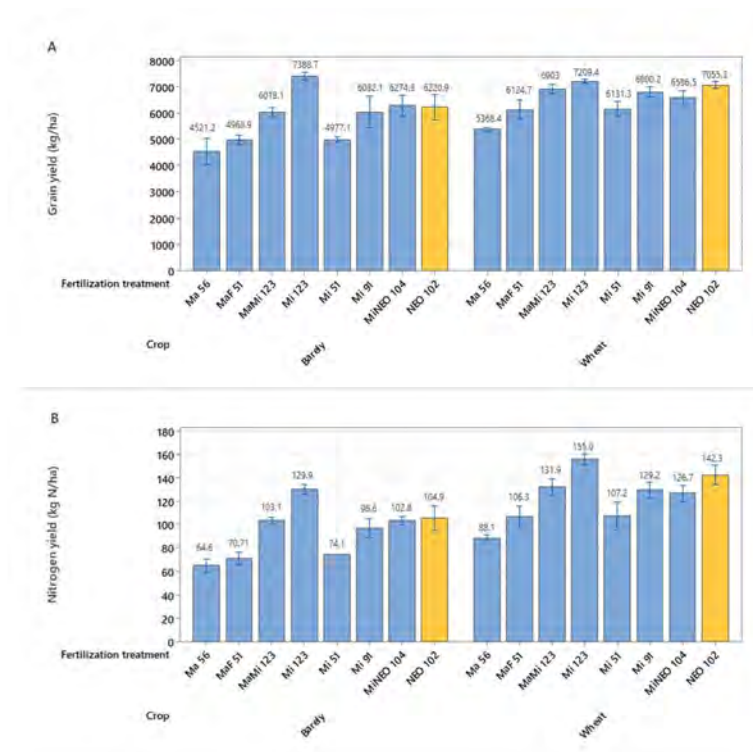 A
Grain yield (kg/ha)
8000
7000
6000
5000
4000
3000
2000
1000
0
4521.2
4968.9
6018.1
7388.7
4977.1
6032.1
6274.8
6220.9
5368.4
6124.7
6903
7209.4
6131.3
6800.2
6586.5
7055.2
Fertilization treatment
Ma 56
MaF 51
MaMi 123
Mi 123
Mi 51
Mi 91
MiNEO 104
NEO 102
Ma 56
MaF 51
MaMi 123
Mi 123
Mi 51
Mi 91
MiNEO 104
NEO 102
Crop
Wheat
B
Nitrogen yield (kg N/ha)
180
160
140
120
100
80
60
40
20
0
64.6
70.71
103.1
129.9
74.1
102.8
104.9
88.1
106.3
131.9
107.2
129.2
126.7
142.3
Fertilization treatment
Ma 56
MaF 51
MaMi 123
Mi 123
Mi 51
Mi 91
MiNEO 104
NEO 102
Ma 56
MaF 51
MaMi 123
Mi 123
Mi 51
Mi 91
MiNEO 104
NEO 102
Crop
Wheat